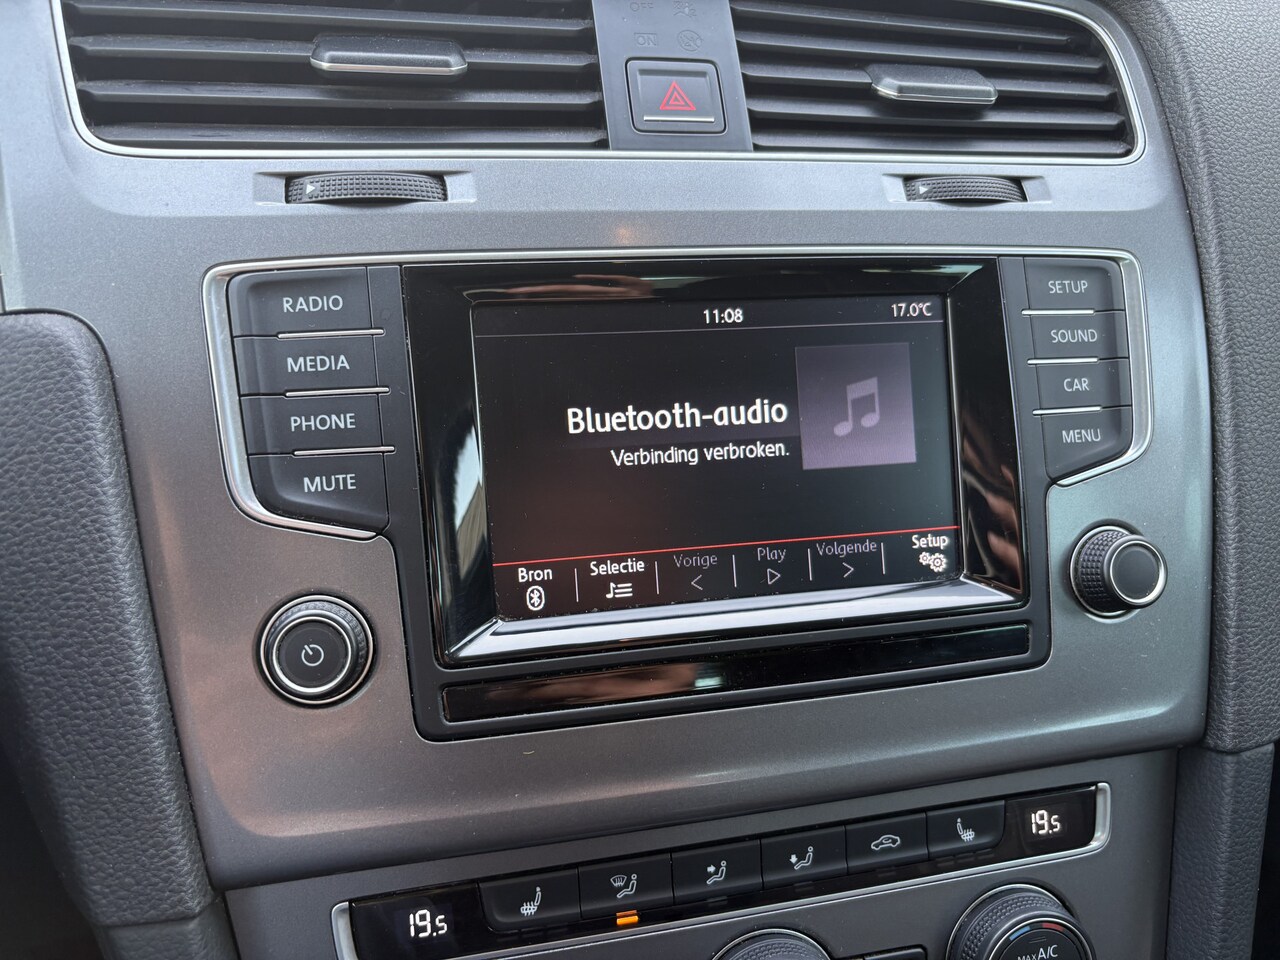 OFF
ON
RADIO
MEDIA
PHONE
MUTE
11:08
17.0°C
Bluetooth-audio
Verbinding verbroken.
Bron
Selectie
Vorige
Play
Volgende
Setup
SETUP
SOUND
CAR
MENU
19.5
19.5
MAX A/C